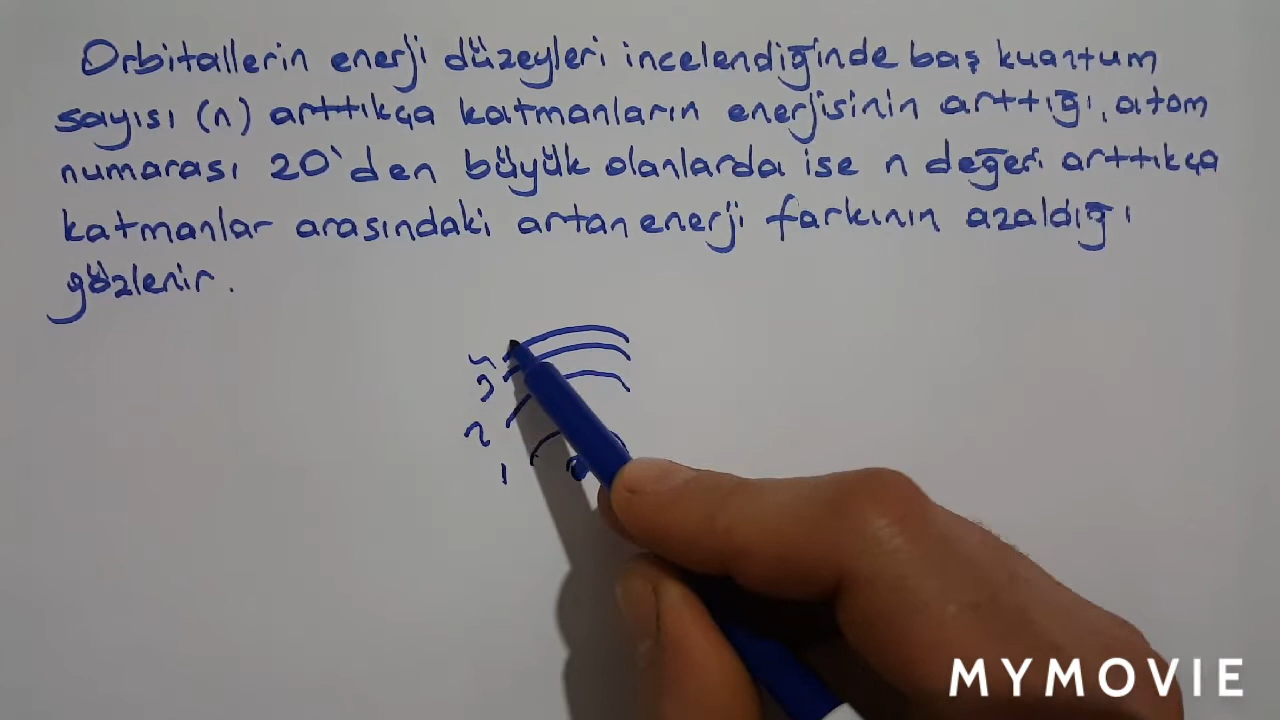 Orbitallerin enerji düzeyleri incelendiğinde baş kuantum
sayısı (n) arttıkça katmanların enerjisinin arttığı, atom
numarası 20'den büyük olanlarda ise n değeri arttıkça
katmanlar arasındaki artan enerji farkının azaldığı
gözlenir.
4
3
2
1
MYMOVIE